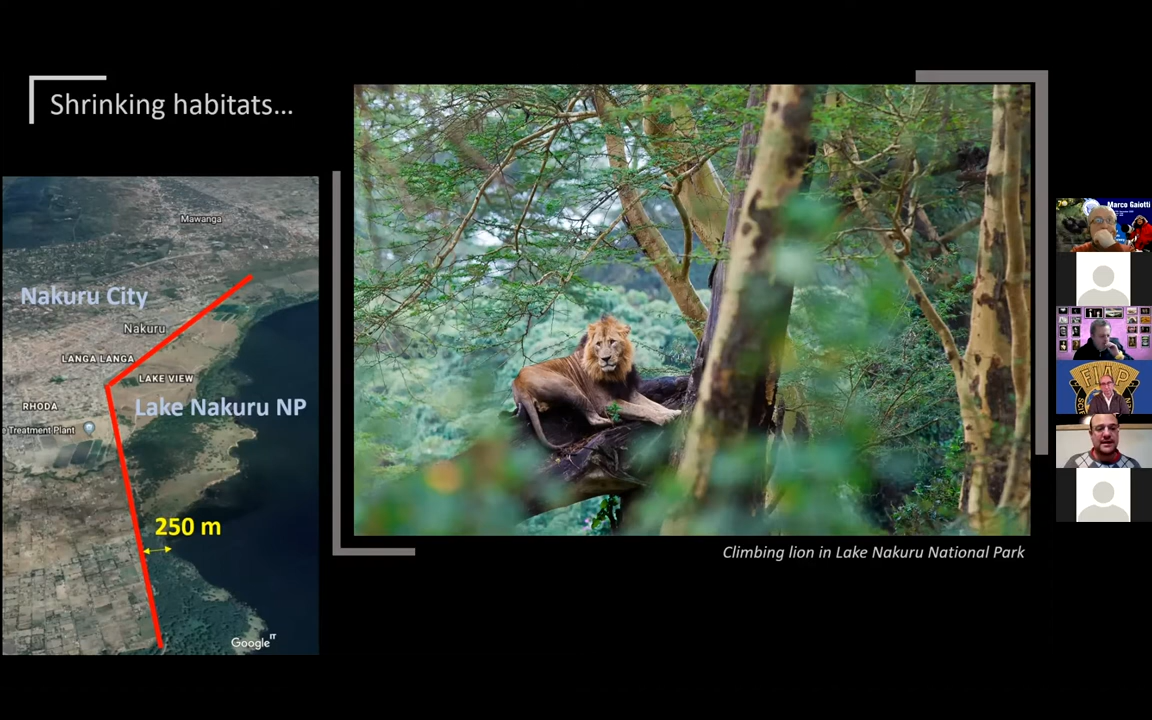 Shrinking habitats...
Mawanga
Nakuru City
Nakuru
LANGA LANGA
LAKE VIEW
RHODA
Lake Nakuru NP
e Treatment Plant
250 m
Google
IT
Climbing lion in Lake Nakuru National Park
Marco Gaiotti
FIAP